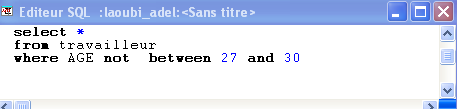 Editeur SQL :laoubi_adel:<Sans titre>
select *
from travailleur
where AGE not between 27 and 30